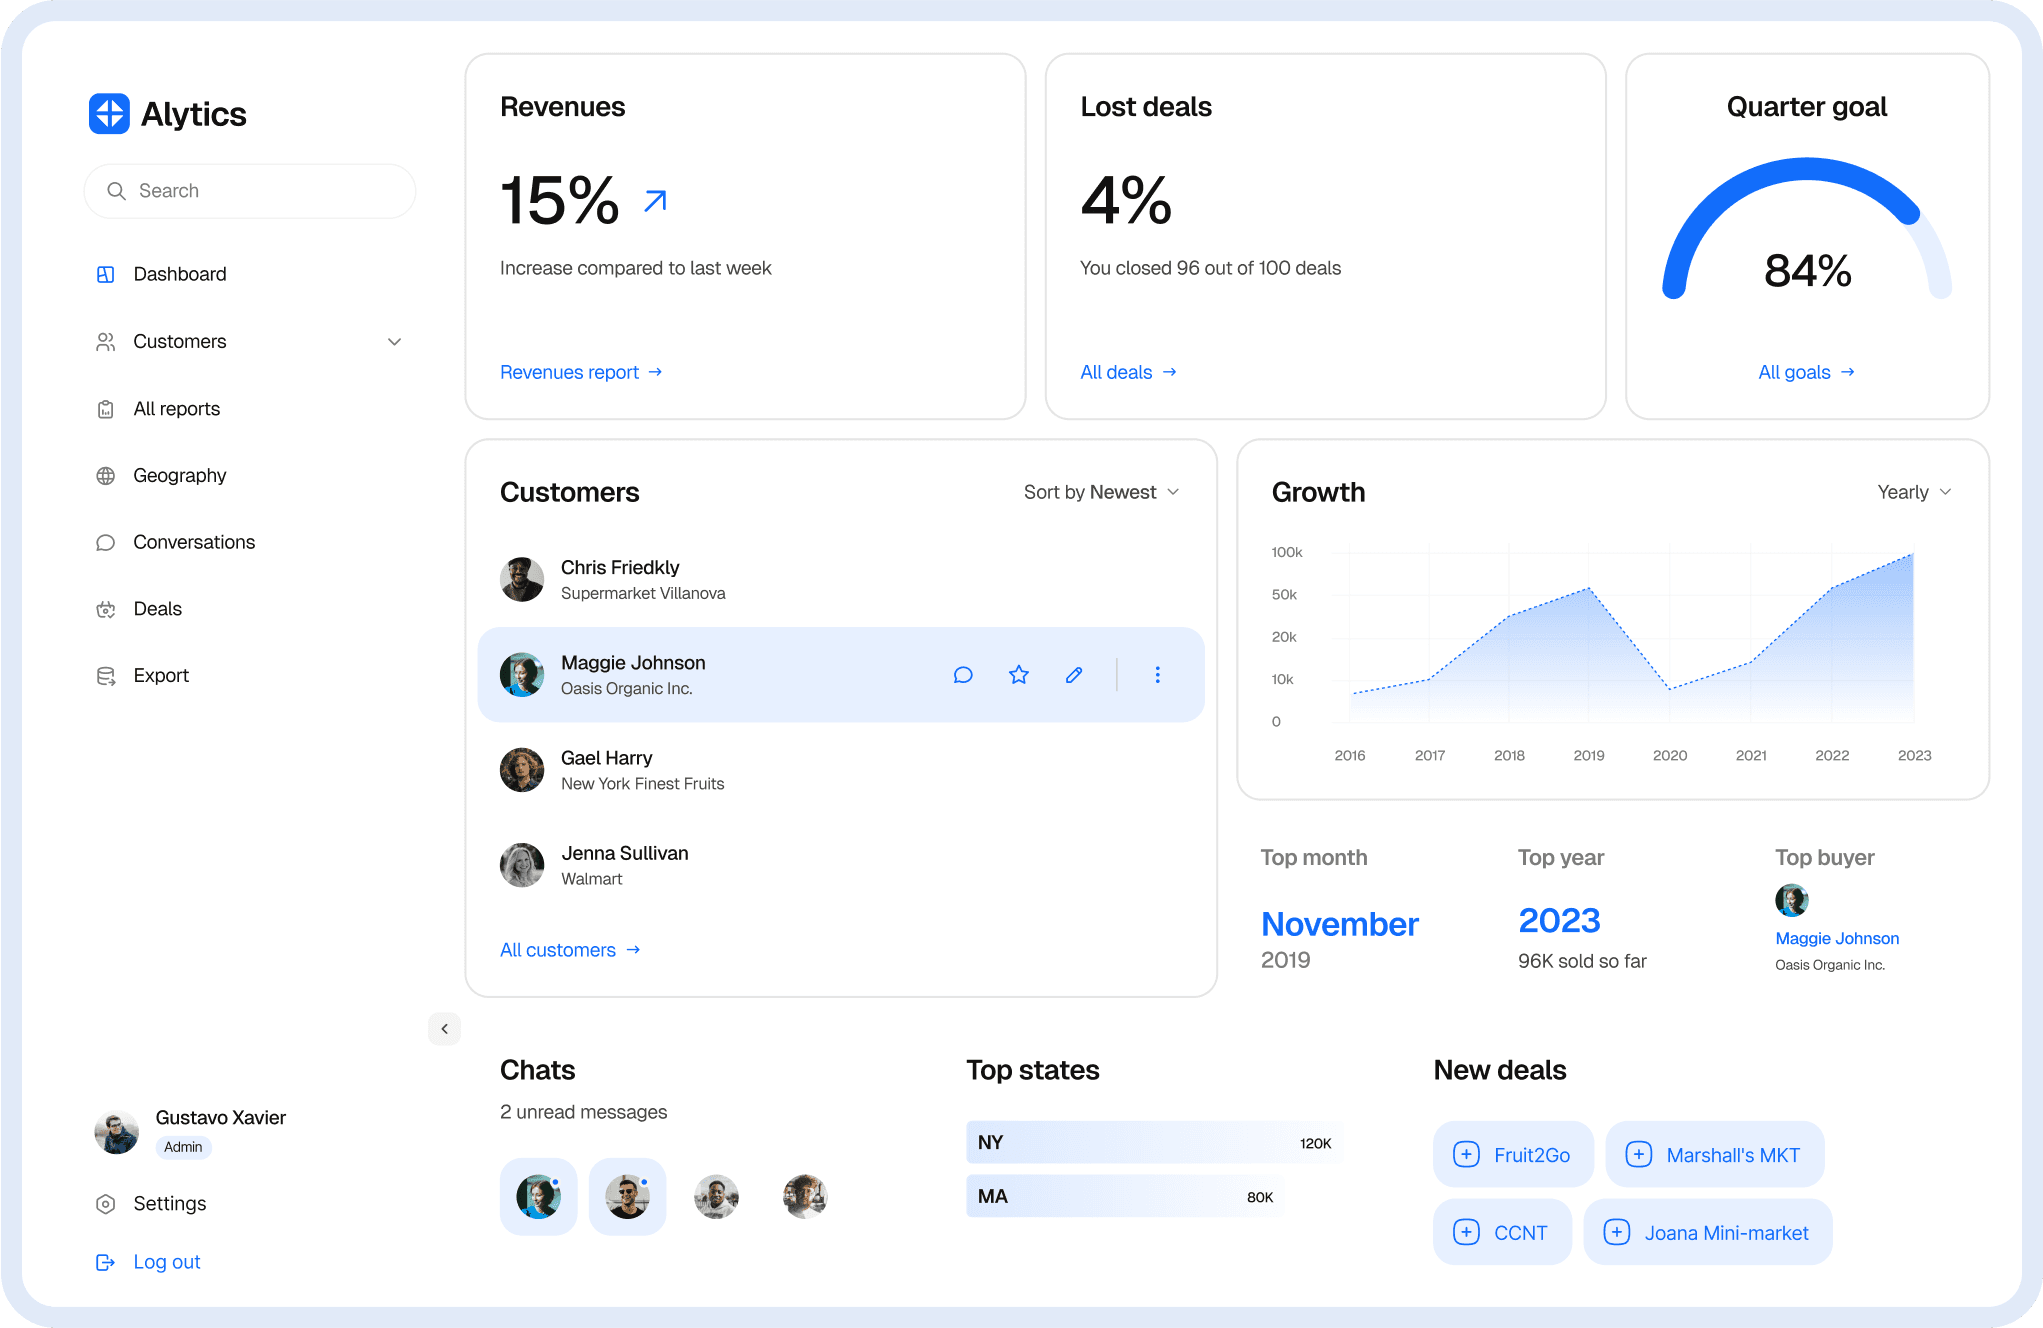 Alytics
Search
Dashboard
Customers
All reports
Geography
Conversations
Deals
Export
Gustavo Xavier
Admin
Settings
Log out
Revenues
15%
Increase compared to last week
Revenues report →
Lost deals
4%
You closed 96 out of 100 deals
All deals →
Quarter goal
84%
All goals →
Customers
Sort by Newest
Chris Friedkly
Supermarket Villanova
Maggie Johnson
Oasis Organic Inc.
Gael Harry
New York Finest Fruits
Jenna Sullivan
Walmart
All customers →
Growth
Yearly
100k
50k
20k
10k
0
2016 2017 2018 2019 2020 2021 2022 2023
Top month
November
2019
Top year
2023
96K sold so far
Top buyer
Maggie Johnson
Oasis Organic Inc.
Chats
2 unread messages
Top states
NY 120K
MA 80K
New deals
Fruit2Go
Marshall's MKT
CCNT
Joana Mini-market